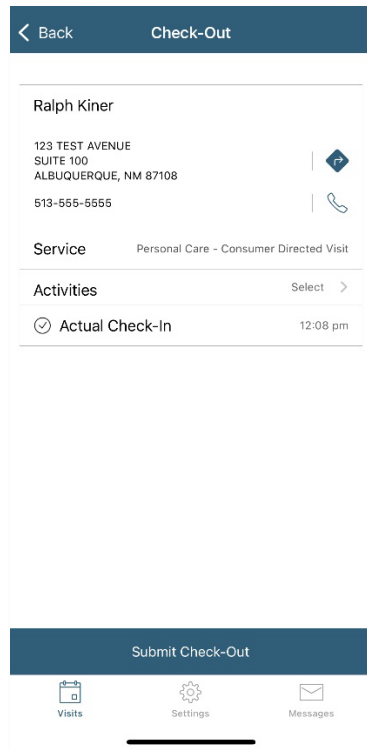 Back Check-Out
Ralph Kiner
123 TEST AVENUE
SUITE 100
ALBUQUERQUE, NM 87108
513-555-5555
Service Personal Care - Consumer Directed Visit
Activities Select
Actual Check-In 12:08 pm
Submit Check-Out
Visits Settings Messages